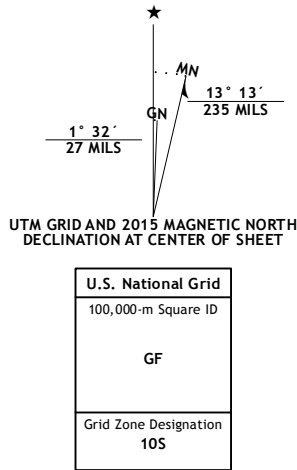 ★
MN
GN
13° 13´
235 MILS
1° 32´
27 MILS
UTM GRID AND 2015 MAGNETIC NORTH
DECLINATION AT CENTER OF SHEET
U.S. National Grid
100,000-m Square ID
GF
Grid Zone Designation
10S